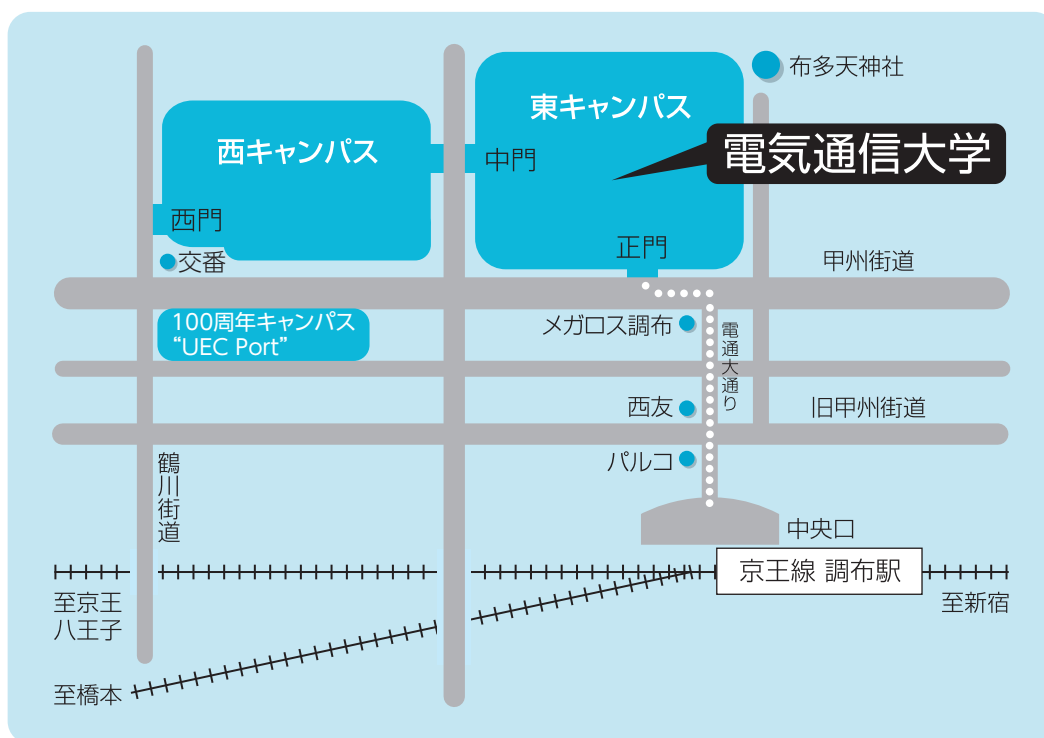 布多天神社
東キャンパス
電気通信大学
西キャンパス
中門
西門
正門
交番
甲州街道
100周年キャンパス
“UEC Port”
メガロス調布
電通大通り
西友
旧甲州街道
パルコ
鶴川街道
中央口
京王線 調布駅
至京王
八王子
至新宿
至橋本